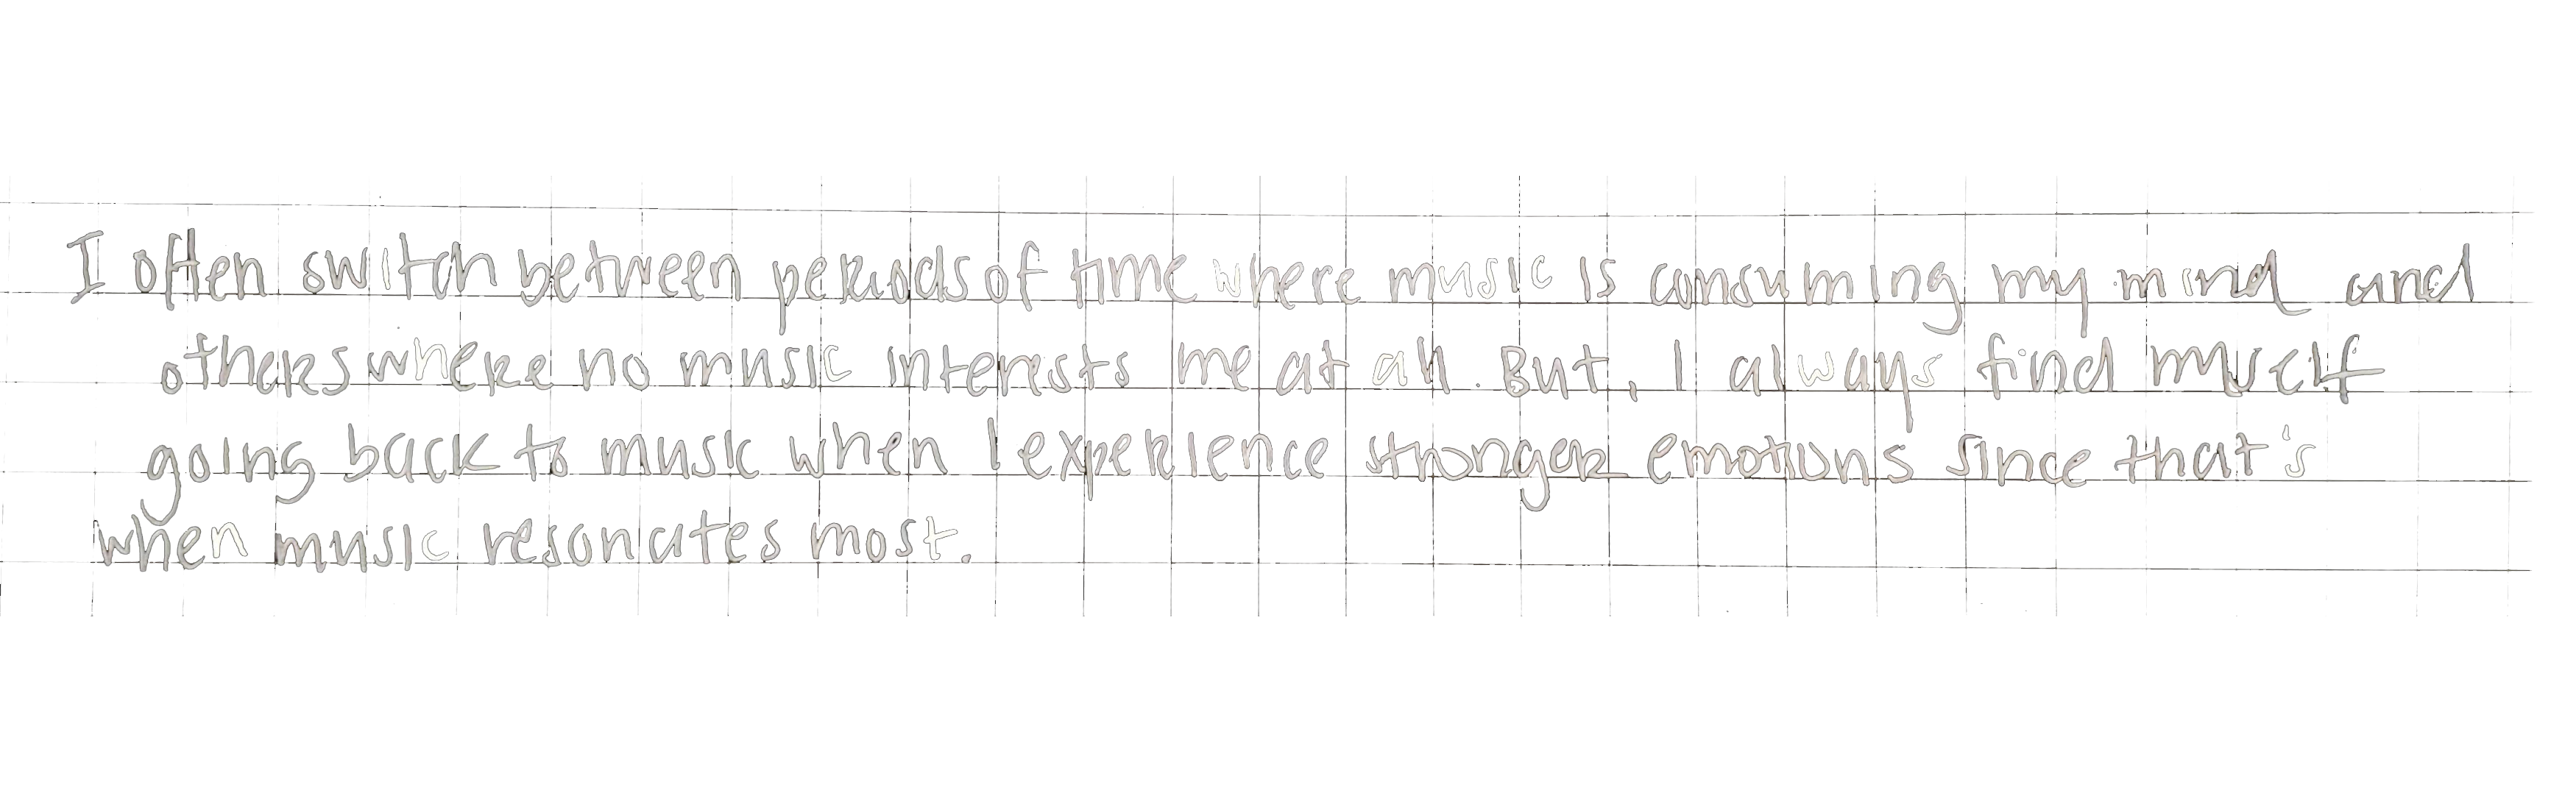 I often switch between periods of time where music is consuming my mind and
others where no music interests me at all. But, I always find myself
going back to music when I experience stronger emotions since that's
when music resonates most.